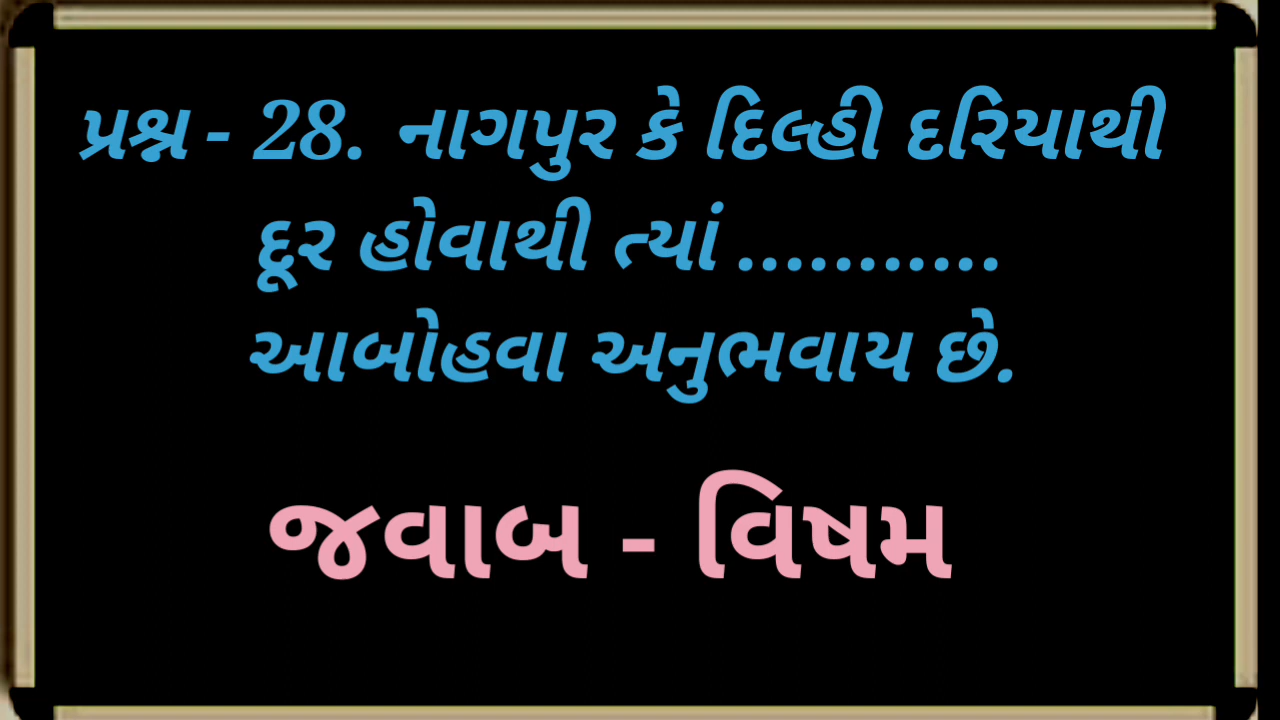 પ્રશ્ન - 28. નાગપુર કે દિલ્હી દરિયાથી
દૂર હોવાથી ત્યાં ...........
આબોહવા અનુભવાય છે.
જવાબ - વિષમ